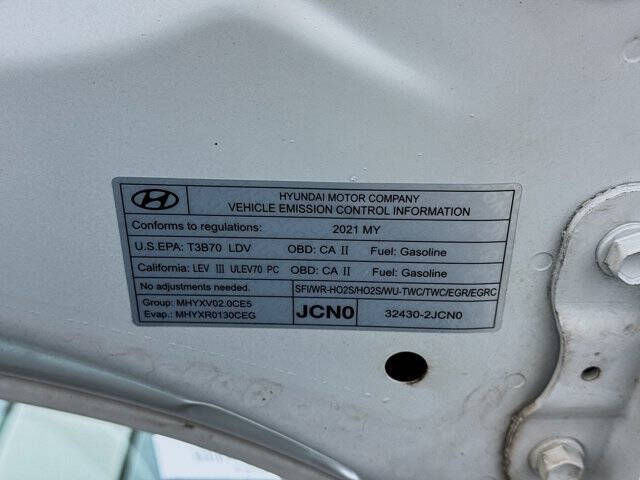 HYUNDAI MOTOR COMPANY
VEHICLE EMISSION CONTROL INFORMATION
Conforms to regulations: 2021 MY
U.S.EPA: T3B70 LDV OBD: CA II Fuel: Gasoline
California: LEV III ULEV70 PC OBD: CA II Fuel: Gasoline
No adjustments needed. SFI/WR-HO2S/HO2S/WU-TWC/TWC/EGR/EGRC
Group: MHYXV02.0CE5
Evap.: MHYXR0130CEG
JCN0 32430-2JCN0